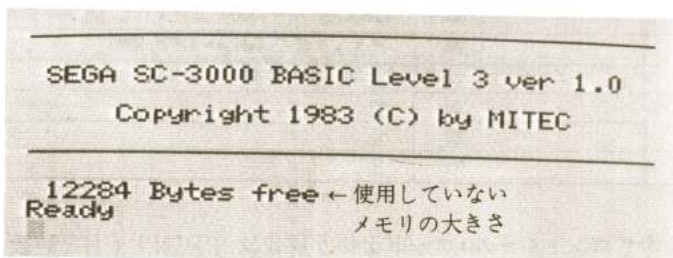 SEGA SC-3000 BASIC Level 3 ver 1.0
Copyright 1983 (C) by MITEC
12284 Bytes free ← 使用していない
メモリの大きさ
Ready